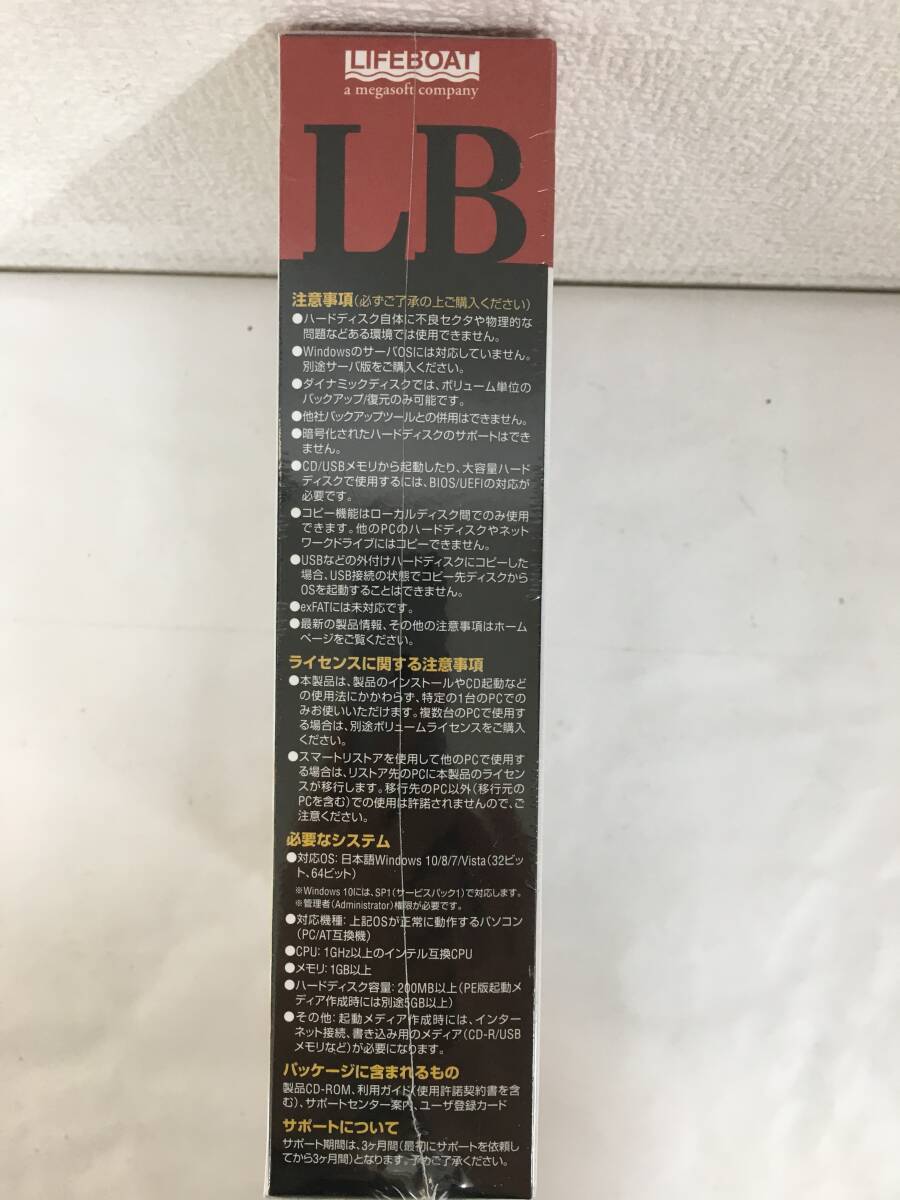 LIFEBOAT
a megasoft company
LB
注意事項(必ずご了承の上ご購入ください)
●ハードディスク自体に不良セクタや物理的な
問題などある環境では使用できません。
●WindowsのサーバOSには対応していません。
別途サーバ版をご購入ください。
●ダイナミックディスクでは、ボリューム単位の
バックアップ/復元のみ可能です。
●他社バックアップツールとの併用はできません。
●暗号化されたハードディスクのサポートはでき
ません。
●CD/USBメモリから起動したり、大容量ハード
ディスクで使用するには、BIOS/UEFIの対応が
必要です。
●コピー機能はローカルディスク間でのみ使用
できます。他のPCのハードディスクやネット
ワークドライブにはコピーできません。
●USBなどの外付けハードディスクにコピーした
場合、USB接続の状態でコピー先ディスクから
OSを起動することはできません。
●exFATには未対応です。
●最新の製品情報、その他の注意事項はホーム
ページをご覧ください。
ライセンスに関する注意事項
●本製品は、製品のインストールやCD起動など
の使用法にかかわらず、特定の1台のPCでの
みお使いいただけます。複数台のPCで使用す
る場合は、別途ボリュームライセンスをご購入
ください。
●スマートリストアを使用して他のPCで使用す
る場合は、リストア先のPCに本製品のライセン
スが移行します。移行先のPC以外(移行元の
PCを含む)での使用は許諾されませんので、ご
注意ください。
必要なシステム
●対応OS: 日本語Windows 10/8/7/Vista(32ビッ
ト、64ビット)
※Windows 10には、SP1(サービスパック1)で対応します。
※管理者(Administrator)権限が必要です。
●対応機種: 上記OSが正常に動作するパソコン
(PC/AT互換機)
●CPU: 1GHz以上のインテル互換CPU
●メモリ: 1GB以上
●ハードディスク容量: 200MB以上(PE版起動メ
ディア作成時には別途5GB以上)
●その他: 起動メディア作成時には、インター
ネット接続、書き込み用のメディア(CD-R/USB
メモリなど)が必要になります。
パッケージに含まれるもの
製品CD-ROM、利用ガイド(使用許諾契約書を含
む)、サポートセンター案内、ユーザ登録カード
サポートについて
サポート期間は、3ヶ月間(最初にサポートを依頼し
てから3ヶ月間)となります。予めご了承ください。